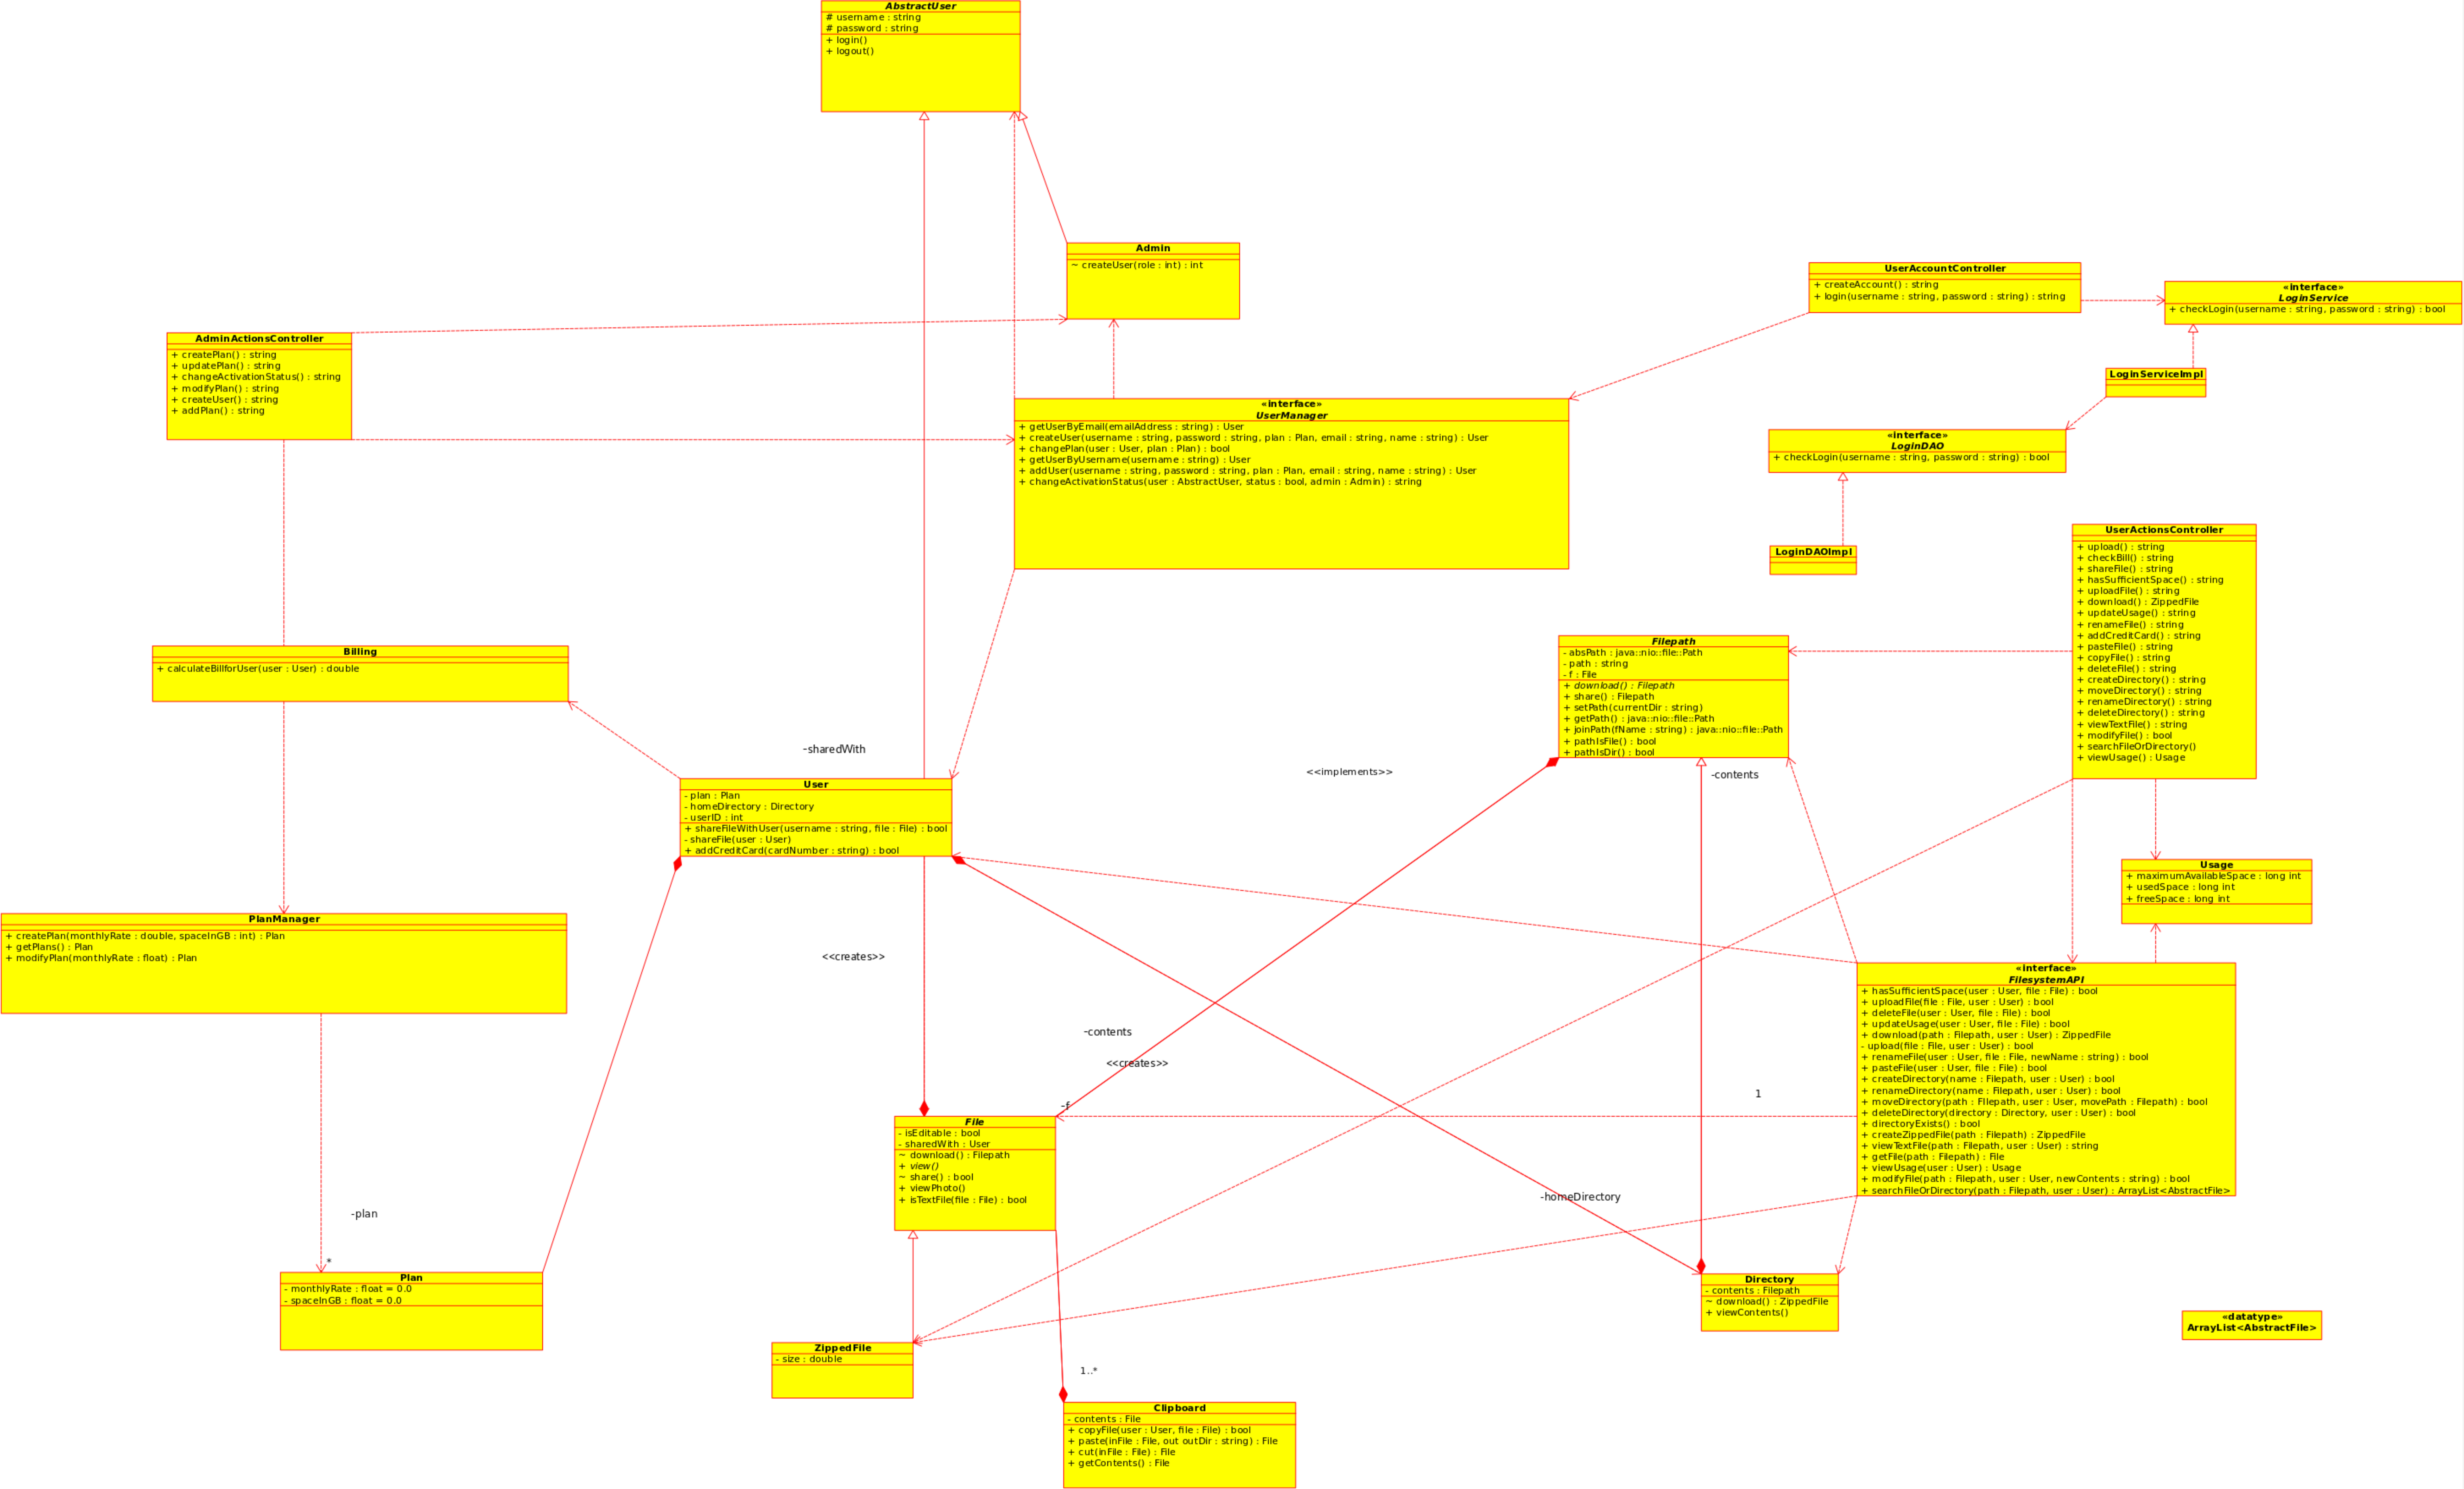 AbstractUser
# username : string
# password : string
+ login()
+ logout()
Admin
~ createUser(role : int) : int
UserAccountController
+ createAccount() : string
+ login(username : string, password : string) : string
«interface»
LoginService
+ checkLogin(username : string, password : string) : bool
AdminActionsController
+ createPlan() : string
+ updatePlan() : string
+ changeActivationStatus() : string
+ modifyPlan() : string
+ createUser() : string
+ addPlan() : string
LoginServiceImpl
«interface»
UserManager
+ getUserByEmail(emailAddress : string) : User
+ createUser(username : string, password : string, plan : Plan, email : string, name : string) : User
+ changePlan(user : User, plan : Plan) : bool
+ getUserByUsername(username : string) : User
+ addUser(username : string, password : string, plan : Plan, email : string, name : string) : User
+ changeActivationStatus(user : AbstractUser, status : bool, admin : Admin) : string
«interface»
LoginDAO
+ checkLogin(username : string, password : string) : bool
LoginDAOImpl
UserActionsController
+ upload() : string
+ checkBill() : string
+ shareFile() : string
+ hasSufficientSpace() : string
+ uploadFile() : string
+ download() : ZippedFile
+ updateUsage() : string
+ renameFile() : string
+ addCreditCard() : string
+ pasteFile() : string
+ copyFile() : string
+ deleteFile() : string
+ createDirectory() : string
+ moveDirectory() : string
+ renameDirectory() : string
+ deleteDirectory() : string
+ viewTextFile() : string
+ modifyFile() : bool
+ searchFileOrDirectory()
+ viewUsage() : Usage
Billing
+ calculateBillforUser(user : User) : double
Filepath
- absPath : java::nio::file::Path
- path : string
- f : File
+ download() : Filepath
+ share() : Filepath
+ setPath(currentDir : string)
+ getPath() : java::nio::file::Path
+ joinPath(fName : string) : java::nio::file::Path
+ pathIsFile() : bool
+ pathIsDir() : bool
-sharedWith
<<implements>>
-contents
User
- plan : Plan
- homeDirectory : Directory
- userID : int
+ shareFileWithUser(username : string, file : File) : bool
- shareFile(user : User)
+ addCreditCard(cardNumber : string) : bool
Usage
+ maximumAvailableSpace : long int
+ usedSpace : long int
+ freeSpace : long int
PlanManager
+ createPlan(monthlyRate : double, spaceInGB : int) : Plan
+ getPlans() : Plan
+ modifyPlan(monthlyRate : float) : Plan
<<creates>>
-contents
<<creates>>
-f
1
«interface»
FilesystemAPI
+ hasSufficientSpace(user : User, file : File) : bool
+ uploadFile(file : File, user : User) : bool
+ deleteFile(user : User, file : File) : bool
+ updateUsage(user : User, file : File) : bool
+ download(path : Filepath, user : User) : ZippedFile
- upload(file : File, user : User) : bool
+ renameFile(user : User, file : File, newName : string) : bool
+ pasteFile(user : User, file : File) : bool
+ createDirectory(name : Filepath, user : User) : bool
+ renameDirectory(name : Filepath, user : User) : bool
+ moveDirectory(path : FIlepath, user : User, movePath : Filepath) : bool
+ deleteDirectory(directory : Directory, user : User) : bool
+ directoryExists() : bool
+ createZippedFile(path : Filepath) : ZippedFile
+ viewTextFile(path : Filepath, user : User) : string
+ getFile(path : Filepath) : File
+ viewUsage(user : User) : Usage
+ modifyFile(path : Filepath, user : User, newContents : string) : bool
+ searchFileOrDirectory(path : Filepath, user : User) : ArrayList<AbstractFile>
File
- isEditable : bool
- sharedWith : User
~ download() : Filepath
+ view()
~ share() : bool
+ viewPhoto()
+ isTextFile(file : File) : bool
-homeDirectory
-plan
*
Plan
- monthlyRate : float = 0.0
- spaceInGB : float = 0.0
Directory
- contents : Filepath
~ download() : ZippedFile
+ viewContents()
«datatype»
ArrayList<AbstractFile>
ZippedFile
- size : double
1..*
Clipboard
- contents : File
+ copyFile(user : User, file : File) : bool
+ paste(inFile : File, out outDir : string) : File
+ cut(inFile : File) : File
+ getContents() : File